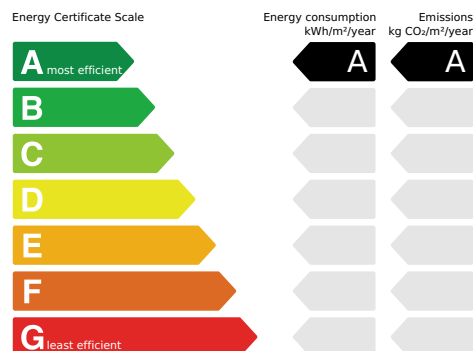 Energy Certificate Scale
Energy consumption
kWh/m²/year
Emissions
kg CO₂/m²/year
A most efficient
A
A
B
C
D
E
F
G least efficient